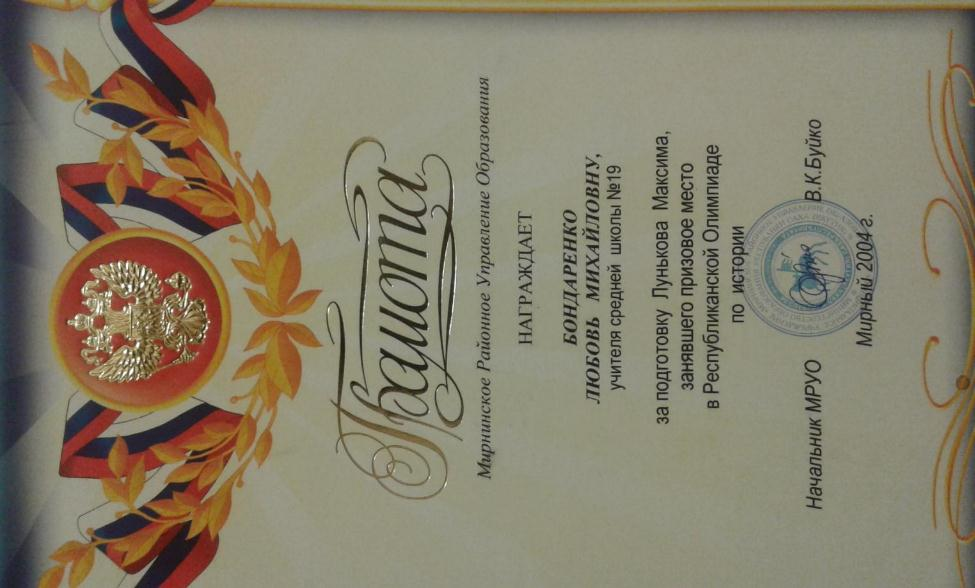 Грамота
Мирнинское Районное Управление Образования
НАГРАЖДАЕТ
БОНДАРЕНКО
ЛЮБОВЬ МИХАЙЛОВНУ,
учителя средней школы №19
за подготовку Лунькова Максима,
занявшего призовое место
в Республиканской Олимпиаде
по истории
Начальник МРУО В.К.Буйко
Мирный 2004 г.